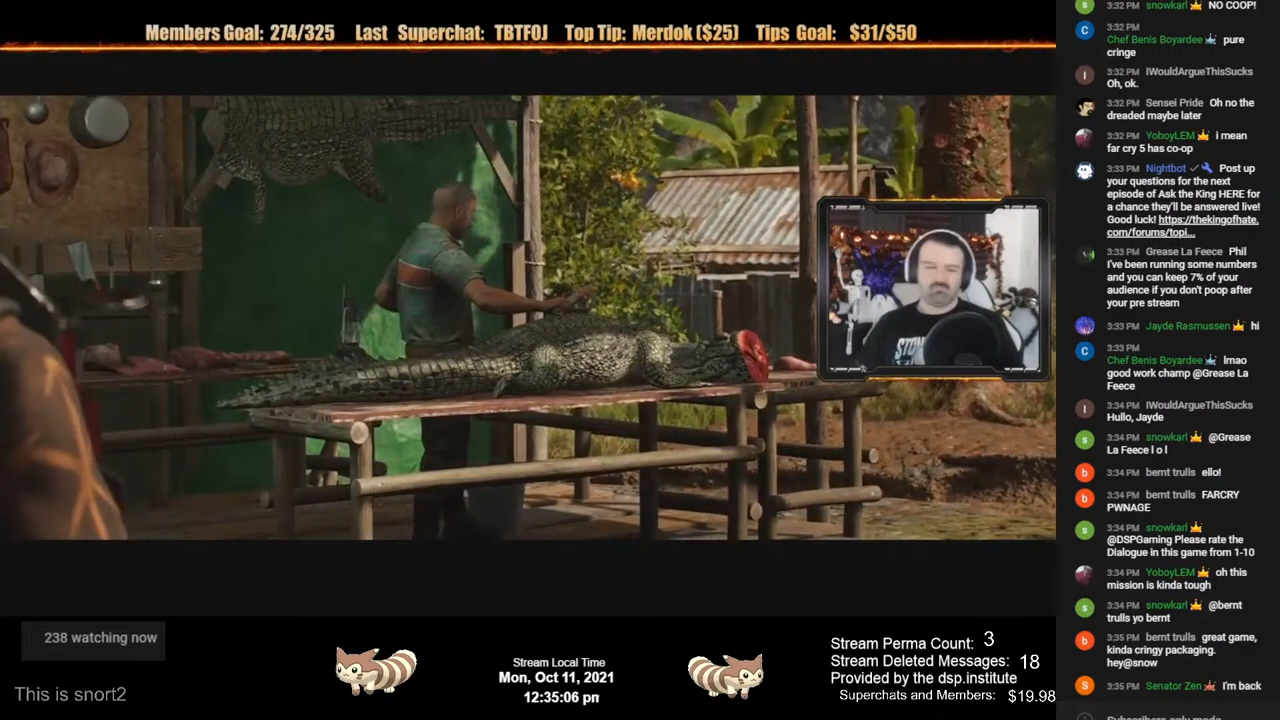 Members Goal: 274/325 Last Superchat: TBTFOJ Top Tip: Merdok ($25) Tips Goal: $31/$50
3:32 PM snowkarl NO COOP!
3:32 PM
Chef Benis Boyardee pure
cringe
3:32 PM IWouldArgueThisSucks
Oh, ok.
3:32 PM Sensei Pride Oh no the
dreaded maybe later
3:32 PM YoboyLEM i mean
far cry 5 has co-op
3:33 PM Nightbot Post up
your questions for the next
episode of Ask the King HERE for
a chance they'll be answered live!
Good luck! https://thekingofhate.
com/forums/topi...
3:33 PM Grease La Feece Phil
I've been running some numbers
and you can keep 7% of your
audience if you don't poop after
your pre stream
3:33 PM Jayde Rasmussen hi
3:33 PM
Chef Benis Boyardee lmao
good work champ @Grease La
Feece
3:34 PM IWouldArgueThisSucks
Hullo, Jayde
3:34 PM snowkarl @Grease
La Feece l o l
3:34 PM bernt trulls ello!
3:34 PM bernt trulls FARCRY
PWNAGE
3:34 PM snowkarl
@DSPGaming Please rate the
Dialogue in this game from 1-10
3:34 PM YoboyLEM oh this
mission is kinda tough
3:34 PM snowkarl @bernt
trulls yo bernt
3:35 PM bernt trulls great game,
kinda cringy packaging.
hey@snow
3:35 PM Senator Zen I'm back
Subscribers-only mode
238 watching now
This is snort2
Stream Local Time
Mon, Oct 11, 2021
12:35:06 pm
Stream Perma Count: 3
Stream Deleted Messages: 18
Provided by the dsp.institute
Superchats and Members: $19.98